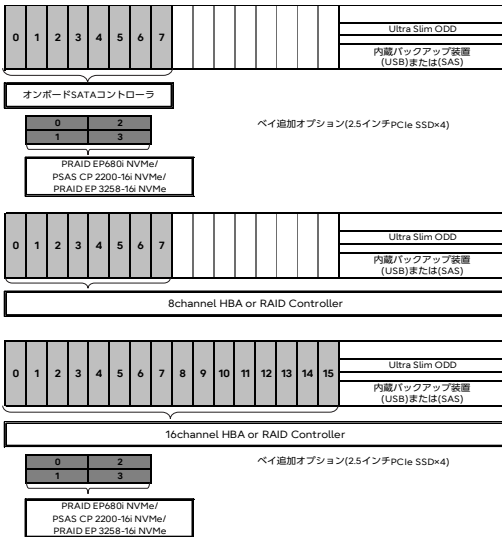 0 1 2 3 4 5 6 7
Ultra Slim ODD
内蔵バックアップ装置
(USB)または(SAS)
オンボードSATAコントローラ
0 2
1 3
ベイ追加オプション(2.5インチPCIe SSD×4)
PRAID EP680i NVMe/
PSAS CP 2200-16i NVMe/
PRAID EP 3258-16i NVMe
0 1 2 3 4 5 6 7
Ultra Slim ODD
内蔵バックアップ装置
(USB)または(SAS)
8channel HBA or RAID Controller
0 1 2 3 4 5 6 7 8 9 10 11 12 13 14 15
Ultra Slim ODD
内蔵バックアップ装置
(USB)または(SAS)
16channel HBA or RAID Controller
0 2
1 3
ベイ追加オプション(2.5インチPCIe SSD×4)
PRAID EP680i NVMe/
PSAS CP 2200-16i NVMe/
PRAID EP 3258-16i NVMe